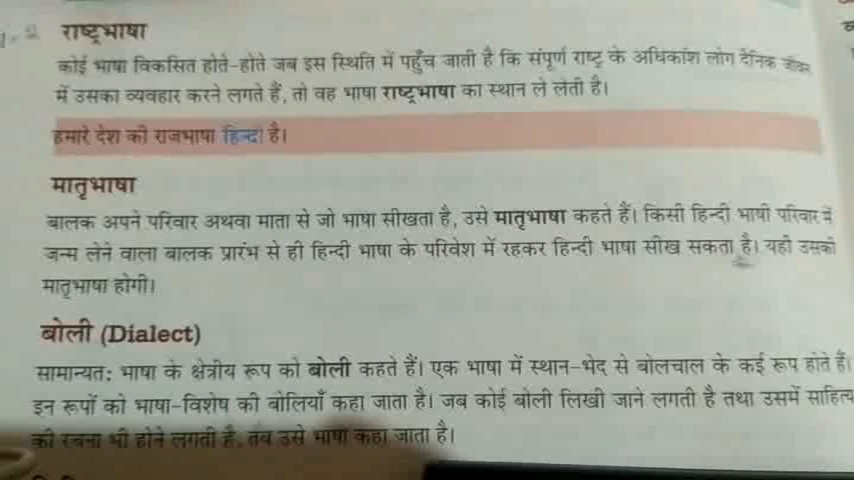 राष्ट्रभाषा
कोई भाषा विकसित होते-होते जब इस स्थिति में पहुँच जाती है कि संपूर्ण राष्ट्र के अधिकांश लोग दैनिक जीवन
में उसका व्यवहार करने लगते हैं, तो वह भाषा राष्ट्रभाषा का स्थान ले लेती है।
हमारे देश की राजभाषा हिन्दी है।
मातृभाषा
बालक अपने परिवार अथवा माता से जो भाषा सीखता है, उसे मातृभाषा कहते हैं। किसी हिन्दी भाषी परिवार में
जन्म लेने वाला बालक प्रारंभ से ही हिन्दी भाषा के परिवेश में रहकर हिन्दी भाषा सीख सकता है। यही उसकी
मातृभाषा होगी।
बोली (Dialect)
सामान्यत: भाषा के क्षेत्रीय रूप को बोली कहते हैं। एक भाषा में स्थान-भेद से बोलचाल के कई रूप होते हैं।
इन रूपों को भाषा-विशेष की बोलियाँ कहा जाता है। जब कोई बोली लिखी जाने लगती है तथा उसमें साहित्य
की रचना भी होने लगती है, तब उसे भाषा कहा जाता है।